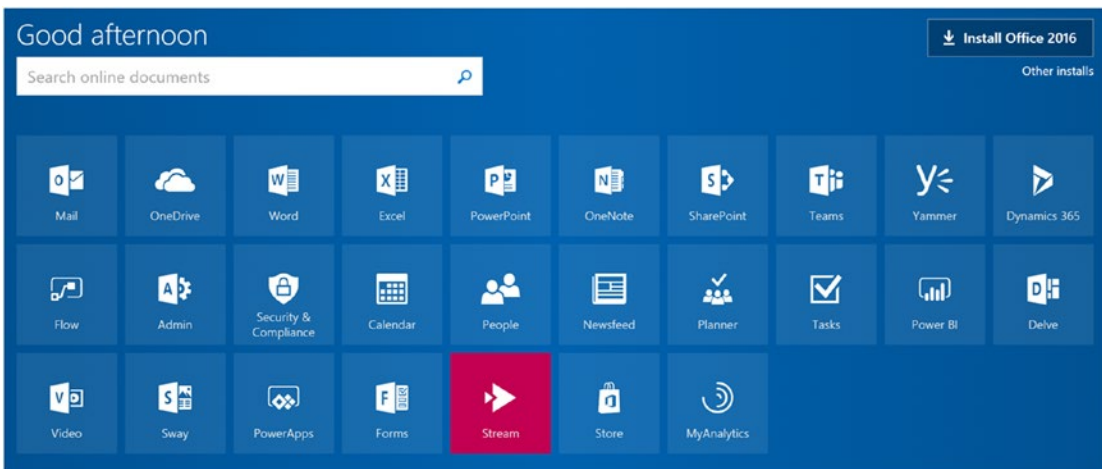 Good afternoon
Install Office 2016
Search online documents
Other installs
Mail
OneDrive
Word
Excel
PowerPoint
OneNote
SharePoint
Teams
Yammer
Dynamics 365
Flow
Admin
Security &
Compliance
Calendar
People
Newsfeed
Planner
Tasks
Power BI
Delve
Video
Sway
PowerApps
Forms
Stream
Store
MyAnalytics